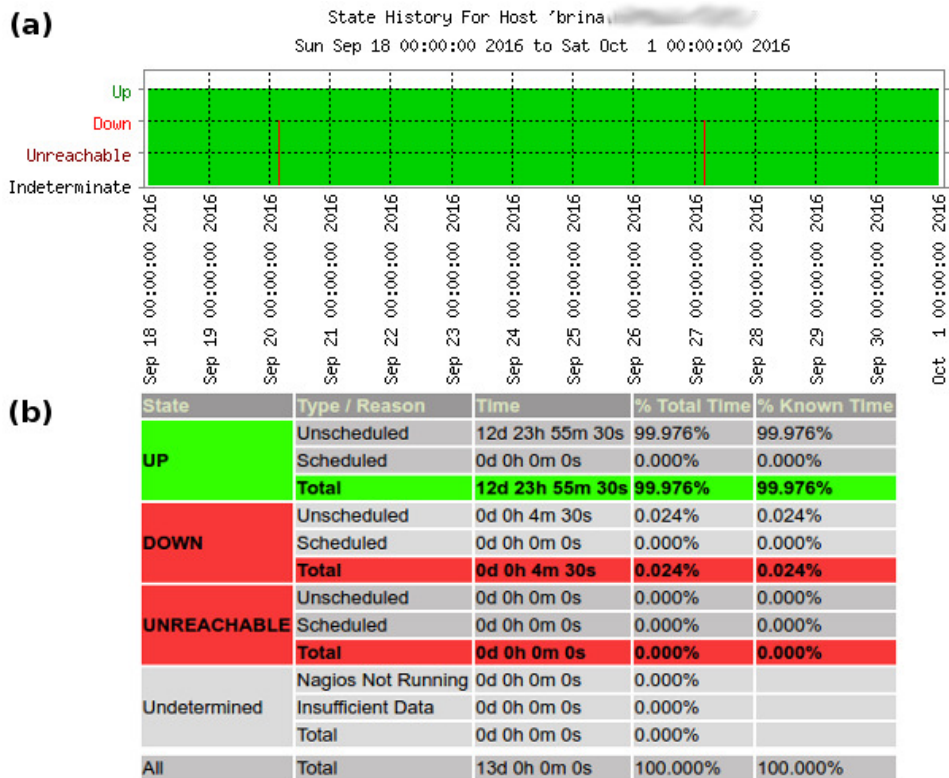 (a)
State History For Host 'brina
Sun Sep 18 00:00:00 2016 to Sat Oct 1 00:00:00 2016
Up
Down
Unreachable
Indeterminate
Sep 18 00:00:00 2016
Sep 19 00:00:00 2016
Sep 20 00:00:00 2016
Sep 21 00:00:00 2016
Sep 22 00:00:00 2016
Sep 23 00:00:00 2016
Sep 24 00:00:00 2016
Sep 25 00:00:00 2016
Sep 26 00:00:00 2016
Sep 27 00:00:00 2016
Sep 28 00:00:00 2016
Sep 29 00:00:00 2016
Sep 30 00:00:00 2016
Oct 1 00:00:00 2016
(b)
State Type / Reason Time % Total Time % Known Time
UP
Unscheduled 12d 23h 55m 30s 99.976% 99.976%
Scheduled 0d 0h 0m 0s 0.000% 0.000%
Total 12d 23h 55m 30s 99.976% 99.976%
DOWN
Unscheduled 0d 0h 4m 30s 0.024% 0.024%
Scheduled 0d 0h 0m 0s 0.000% 0.000%
Total 0d 0h 4m 30s 0.024% 0.024%
UNREACHABLE
Unscheduled 0d 0h 0m 0s 0.000% 0.000%
Scheduled 0d 0h 0m 0s 0.000% 0.000%
Total 0d 0h 0m 0s 0.000% 0.000%
Undetermined
Nagios Not Running 0d 0h 0m 0s 0.000%
Insufficient Data 0d 0h 0m 0s 0.000%
Total 0d 0h 0m 0s 0.000%
All Total 13d 0h 0m 0s 100.000% 100.000%